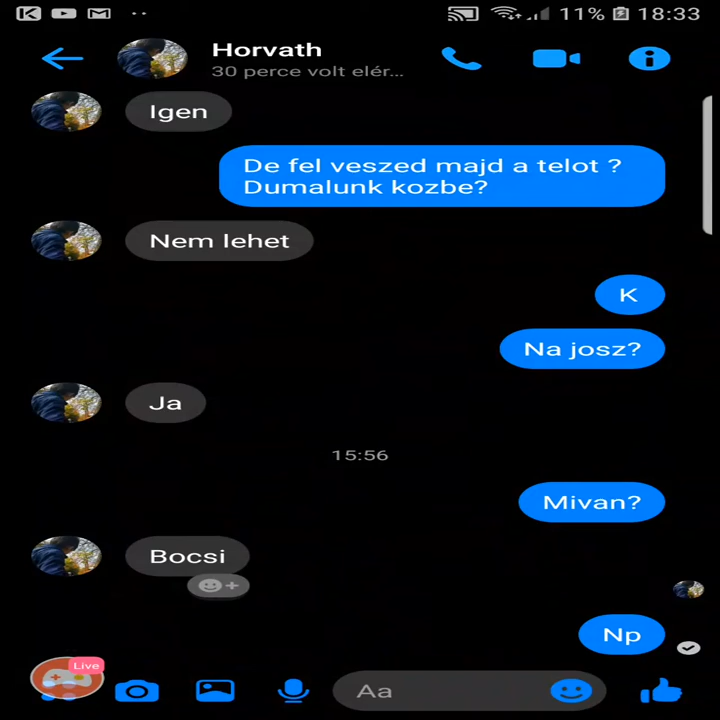 11% 18:33
Horvath
30 perce volt elér...
Igen
De fel veszed majd a telot ?
Dumalunk kozbe?
Nem lehet
K
Na josz?
Ja
15:56
Mivan?
Bocsi
Np
Live
Aa